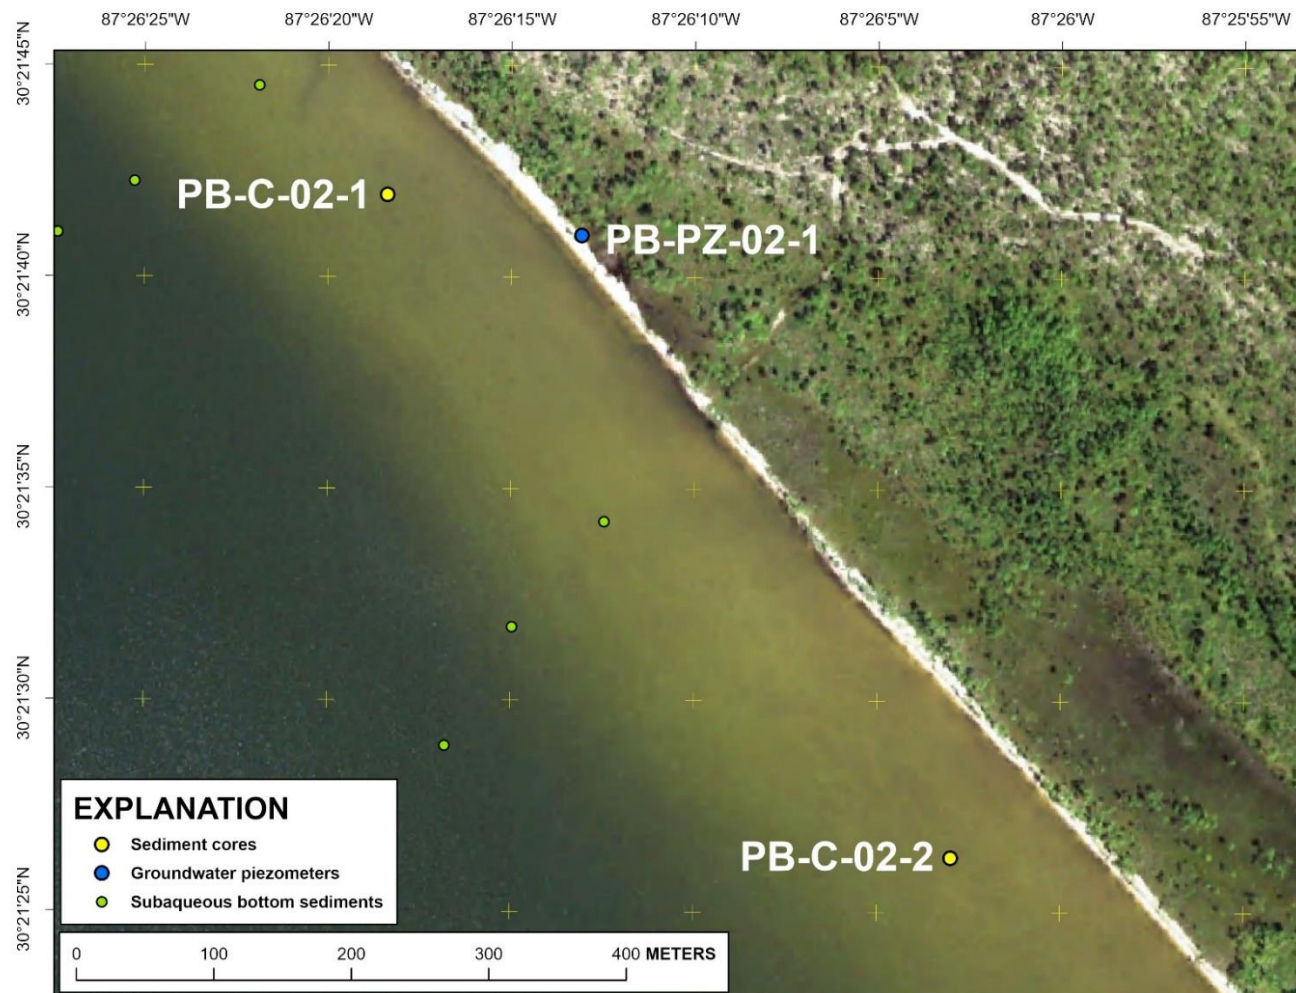 87°26'25"W 87°26'20"W 87°26'15"W 87°26'10"W 87°26'5"W 87°26'W 87°25'55"W
30°21'45"N
PB-C-02-1
PB-PZ-02-1
30°21'40"N
30°21'35"N
30°21'30"N
EXPLANATION
Sediment cores
Groundwater piezometers
Subaqueous bottom sediments
PB-C-02-2
30°21'25"N
0 100 200 300 400 METERS